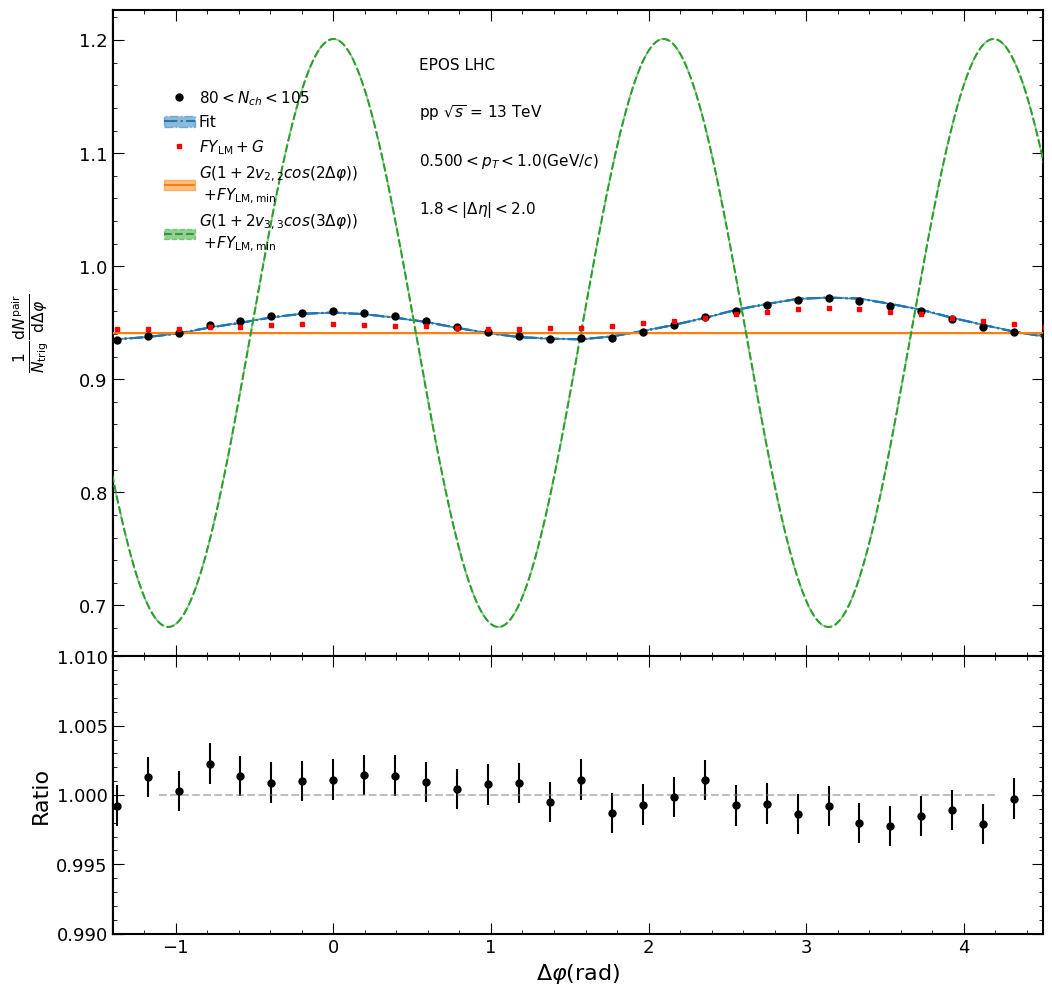 1.2
1.1
1.0
0.9
0.8
0.7
1/N_trig dN^pair/dΔφ
EPOS LHC
pp √s = 13 TeV
0.500 < p_T < 1.0(GeV/c)
1.8 < |Δη| < 2.0
80 < N_ch < 105
Fit
FY_LM + G
G(1 + 2v_2,2cos(2Δφ))
+FY_LM, min
G(1 + 2v_3,3cos(3Δφ))
+FY_LM, min
1.010
1.005
1.000
0.995
0.990
Ratio
−1 0 1 2 3 4
Δφ(rad)